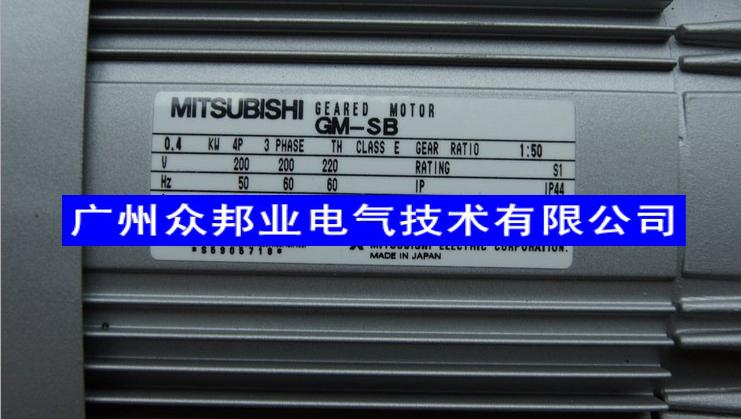 MITSUBISHI GEARED MOTOR
GM-SB
0.4 KW 4P 3 PHASE TH CLASS E GEAR RATIO 1:50
V 200 200 220 RATING S1
Hz 50 60 60 IP IP44
广州众邦业电气技术有限公司
*S5905718* MITSUBISHI ELECTRIC CORPORATION.
MADE IN JAPAN